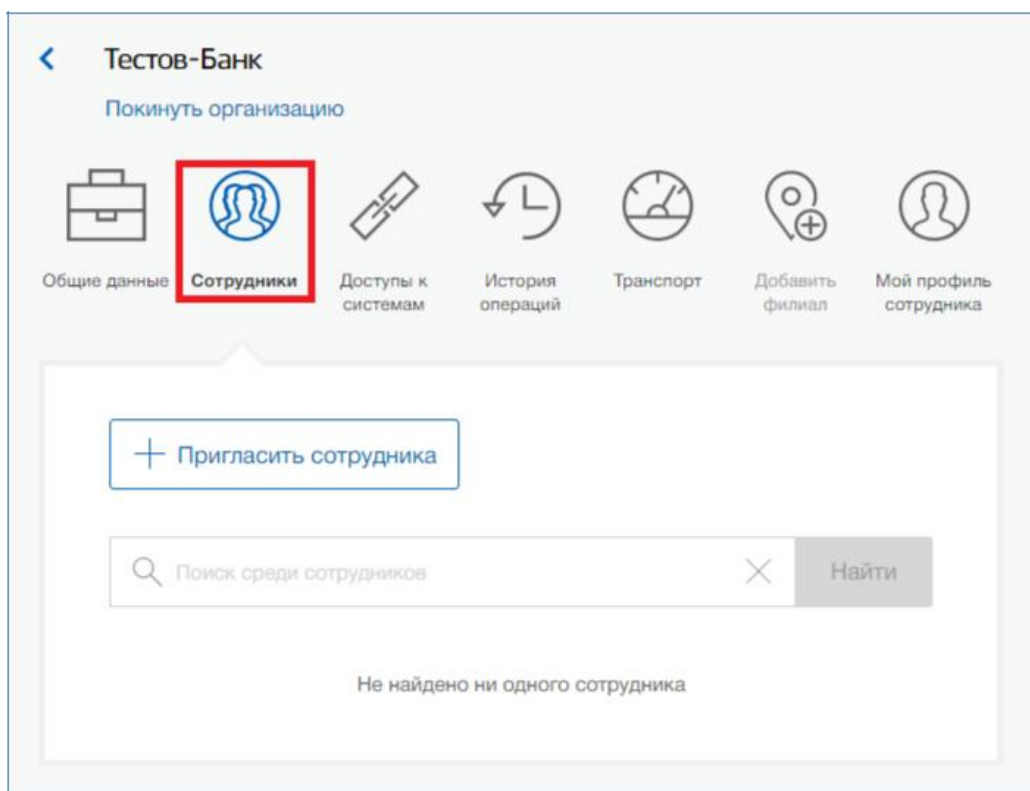 Тестов-Банк
Покинуть организацию
Общие данные
Сотрудники
Доступы к
системам
История
операций
Транспорт
Добавить
филиал
Мой профиль
сотрудника
Пригласить сотрудника
Поиск среди сотрудников
Найти
Не найдено ни одного сотрудника